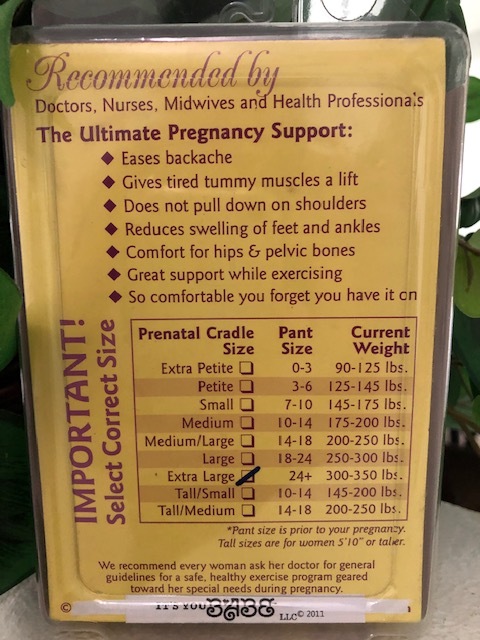 Recommended by
Doctors, Nurses, Midwives and Health Professionals
The Ultimate Pregnancy Support:
◆ Eases backache
◆ Gives tired tummy muscles a lift
◆ Does not pull down on shoulders
◆ Reduces swelling of feet and ankles
◆ Comfort for hips & pelvic bones
◆ Great support while exercising
◆ So comfortable you forget you have it on
IMPORTANT!
Select Correct Size
Prenatal Cradle Size Pant Size Current Weight
Extra Petite ❏ 0-3 90-125 lbs.
Petite ❏ 3-6 125-145 lbs.
Small ❏ 7-10 145-175 lbs.
Medium ❏ 10-14 175-200 lbs.
Medium/Large ❏ 14-18 200-250 lbs.
Large ❏ 18-24 250-300 lbs.
Extra Large ❏ 24+ 300-350 lbs.
Tall/Small ❏ 10-14 145-200 lbs.
Tall/Medium ❏ 14-18 200-250 lbs.
*Pant size is prior to your pregnanzy.
Tall sizes are for women 5'10" or taller.
We recommend every woman ask her doctor for general
guidelines for a safe, healthy exercise program geared
toward her special needs during pregnancy.
© IT'S YOU BABE LLC © 2011